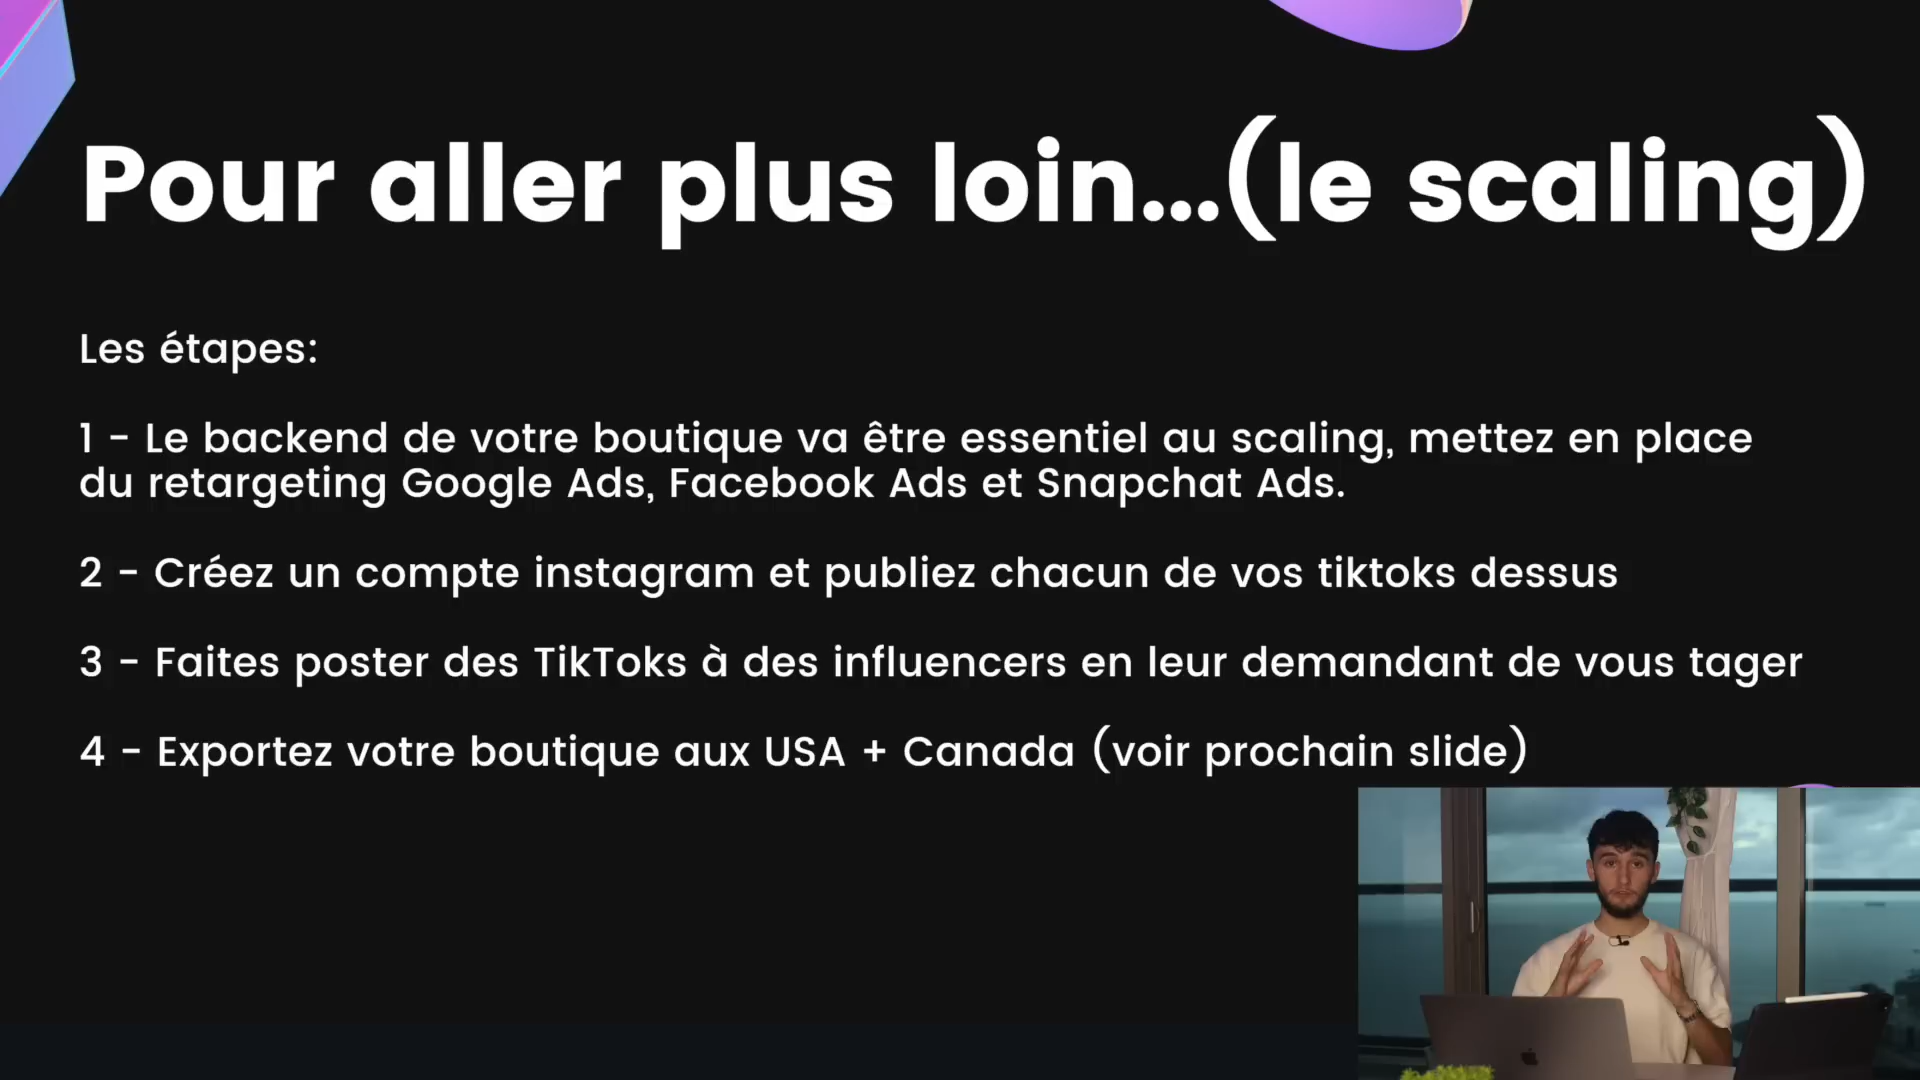 Pour aller plus loin...(le scaling)
Les étapes:
1 - Le backend de votre boutique va être essentiel au scaling, mettez en place
du retargeting Google Ads, Facebook Ads et Snapchat Ads.
2 - Créez un compte instagram et publiez chacun de vos tiktoks dessus
3 - Faites poster des TikToks à des influencers en leur demandant de vous tager
4 - Exportez votre boutique aux USA + Canada (voir prochain slide)